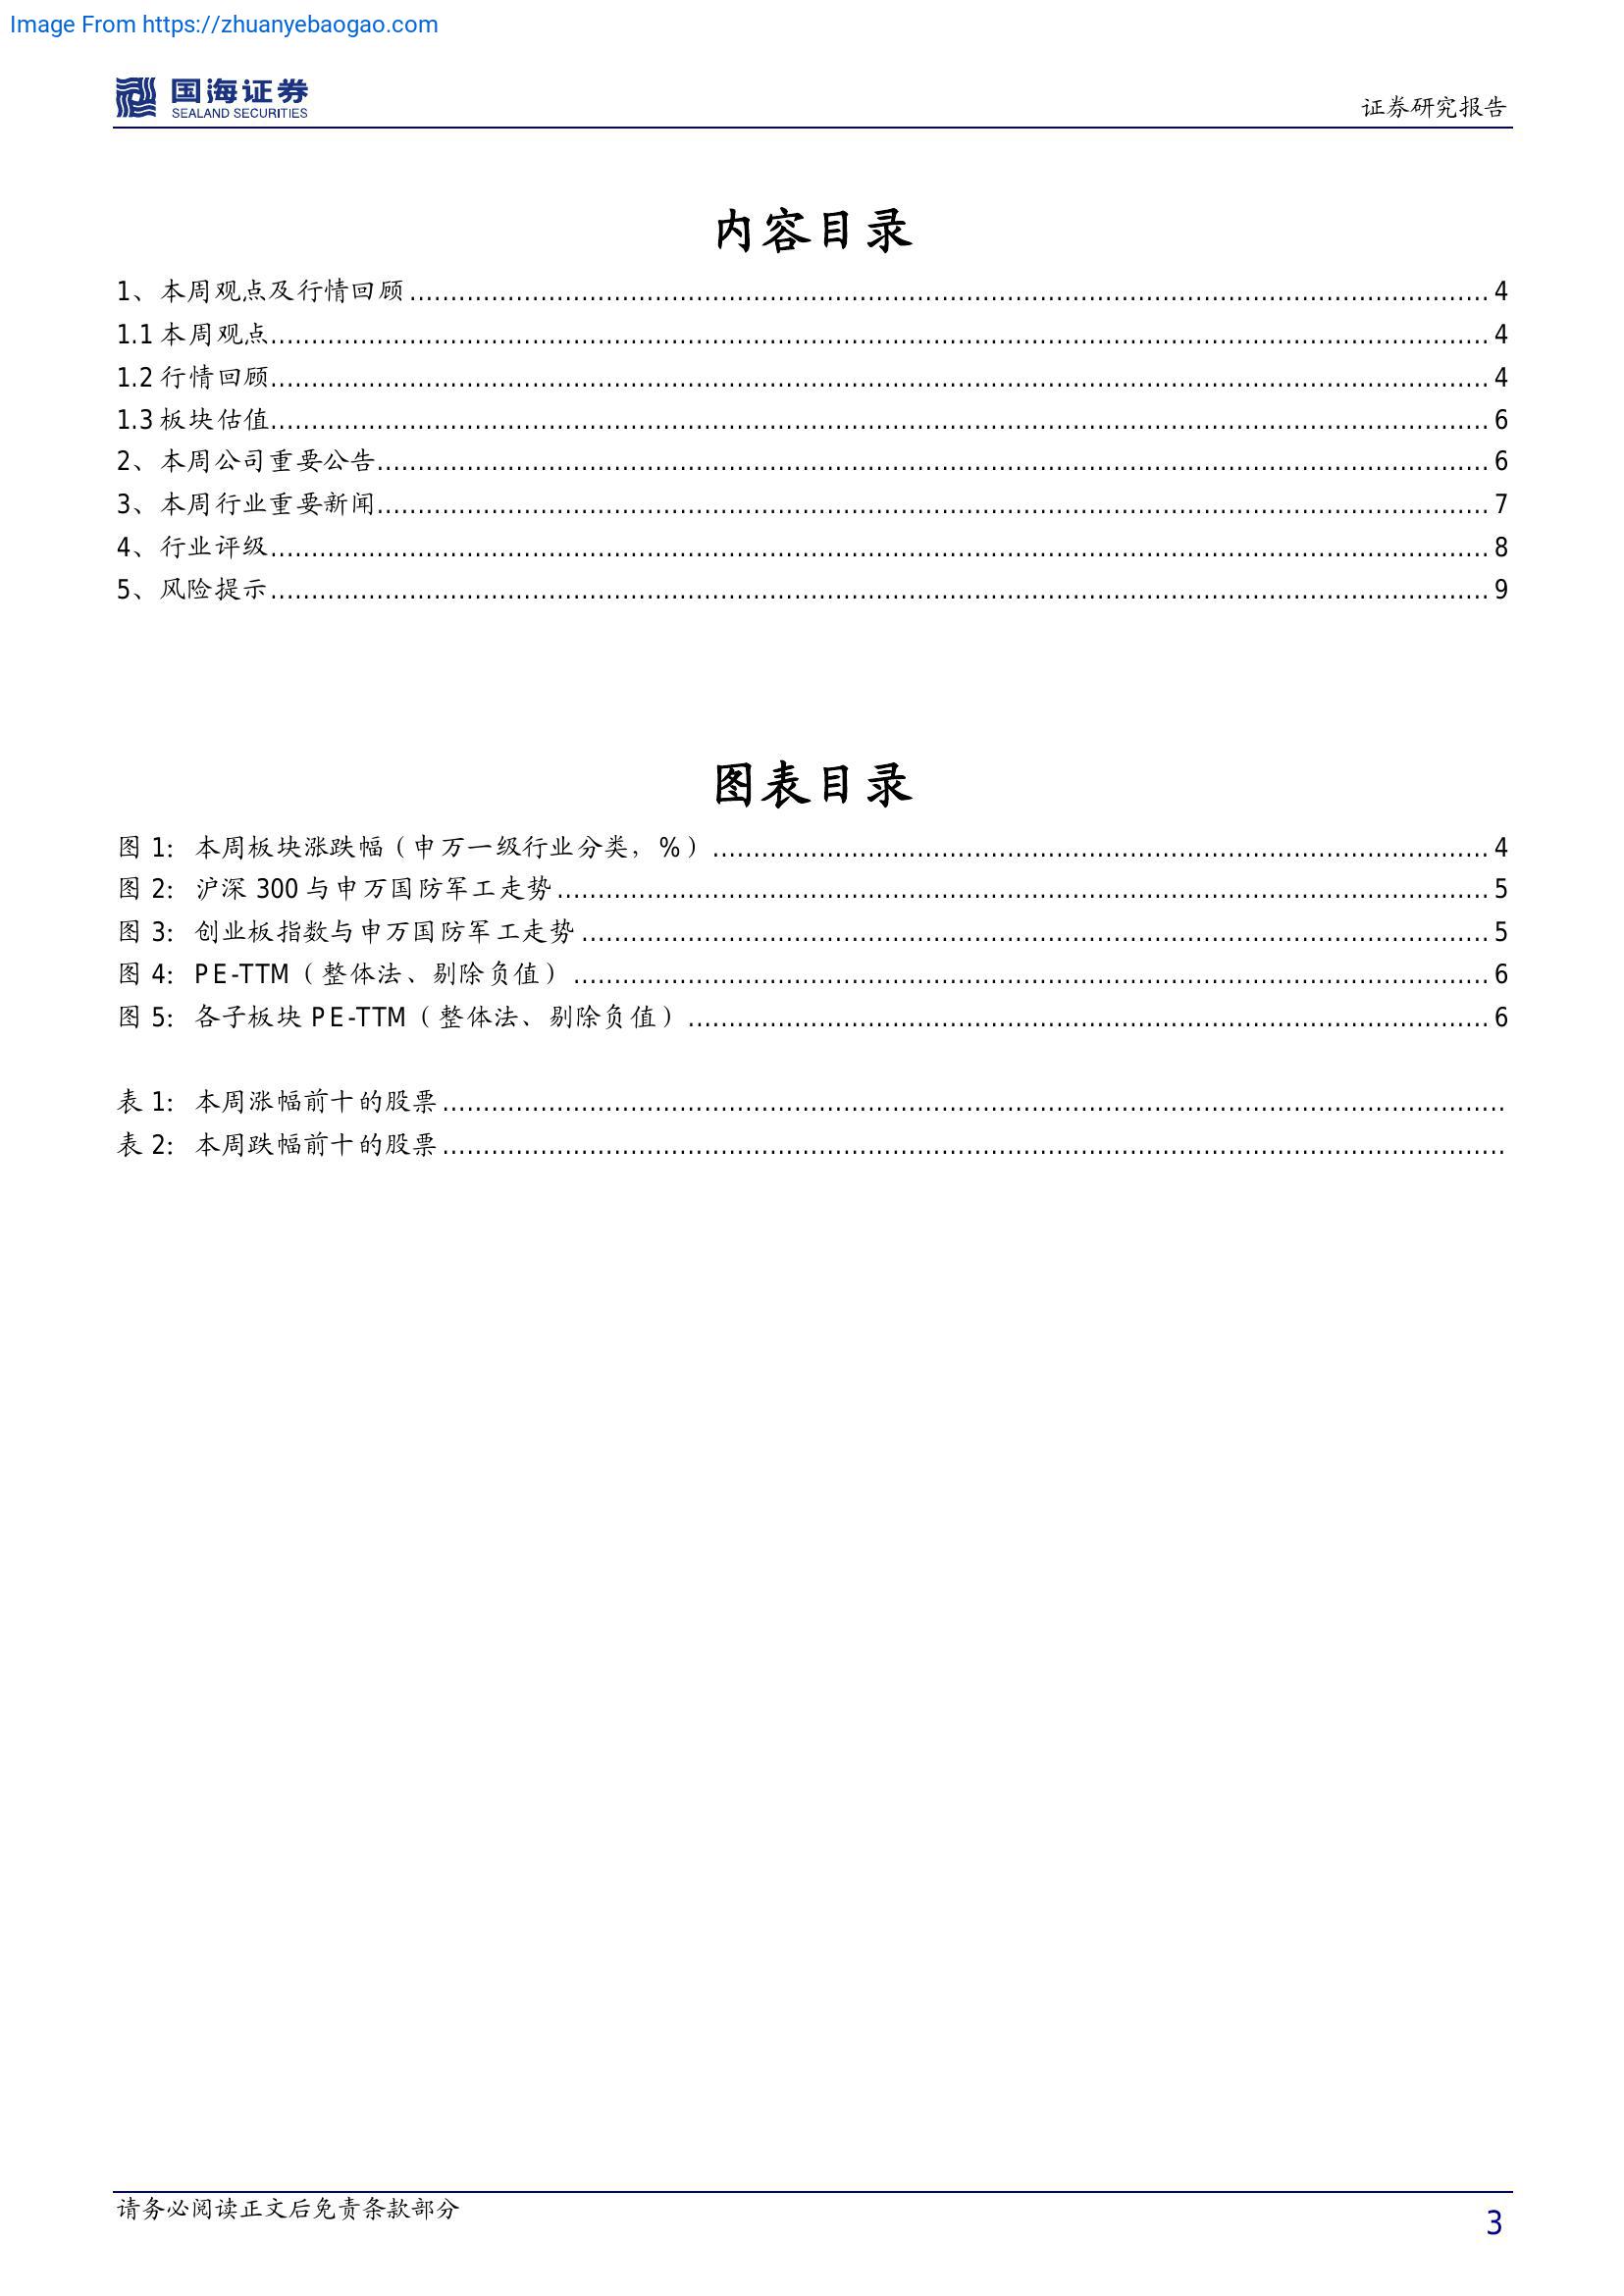 Image From https://zhuanyebaogao.com
国海证券
SEALAND SECURITIES
证券研究报告
内容目录
1、本周观点及行情回顾 ........................................ 4
1.1 本周观点 ........................................ 4
1.2 行情回顾 ........................................ 4
1.3 板块估值 ........................................ 6
2、本周公司重要公告 ........................................ 6
3、本周行业重要新闻 ........................................ 7
4、行业评级 ........................................ 8
5、风险提示 ........................................ 9
图表目录
图 1: 本周板块涨跌幅（申万一级行业分类，%） ........................................ 4
图 2: 沪深 300 与申万国防军工走势 ........................................ 5
图 3: 创业板指数与申万国防军工走势 ........................................ 5
图 4: PE-TTM（整体法、剔除负值） ........................................ 6
图 5: 各子板块 PE-TTM（整体法、剔除负值） ........................................ 6
表 1: 本周涨幅前十的股票 ........................................
表 2: 本周跌幅前十的股票 ........................................
请务必阅读正文后免责条款部分
3